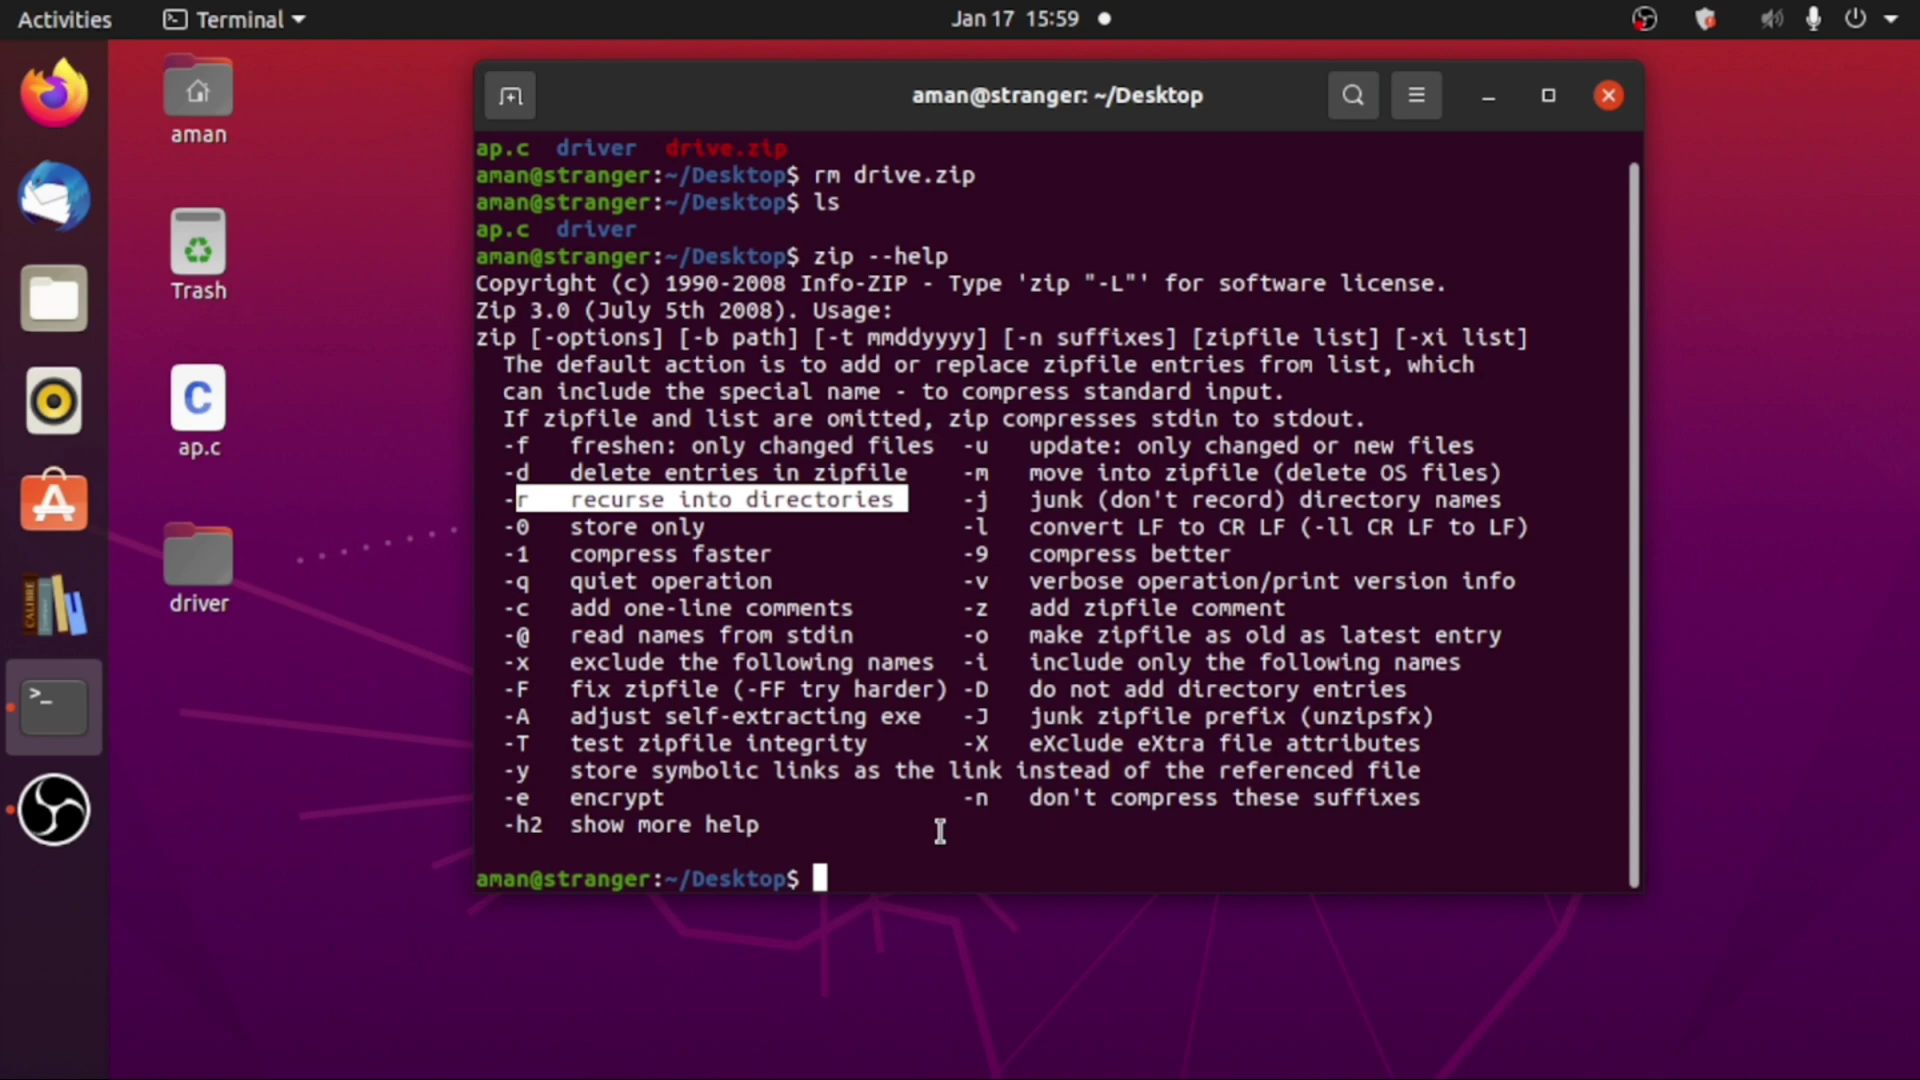 Activities
Terminal
Jan 17 15:59
aman
Trash
C
ap.c
driver
CALIBRE
aman@stranger: ~/Desktop
ap.c driver drive.zip
aman@stranger:~/Desktop$ rm drive.zip
aman@stranger:~/Desktop$ ls
ap.c driver
aman@stranger:~/Desktop$ zip --help
Copyright (c) 1990-2008 Info-ZIP - Type 'zip "-L"' for software license.
Zip 3.0 (July 5th 2008). Usage:
zip [-options] [-b path] [-t mmddyyyy] [-n suffixes] [zipfile list] [-xi list]
The default action is to add or replace zipfile entries from list, which
can include the special name - to compress standard input.
If zipfile and list are omitted, zip compresses stdin to stdout.
-f freshen: only changed files -u update: only changed or new files
-d delete entries in zipfile -m move into zipfile (delete OS files)
-r recurse into directories -j junk (don't record) directory names
-0 store only -l convert LF to CR LF (-ll CR LF to LF)
-1 compress faster -9 compress better
-q quiet operation -v verbose operation/print version info
-c add one-line comments -z add zipfile comment
-@ read names from stdin -o make zipfile as old as latest entry
-x exclude the following names -i include only the following names
-F fix zipfile (-FF try harder) -D do not add directory entries
-A adjust self-extracting exe -J junk zipfile prefix (unzipsfx)
-T test zipfile integrity -X eXclude eXtra file attributes
-y store symbolic links as the link instead of the referenced file
-e encrypt -n don't compress these suffixes
-h2 show more help
aman@stranger:~/Desktop$